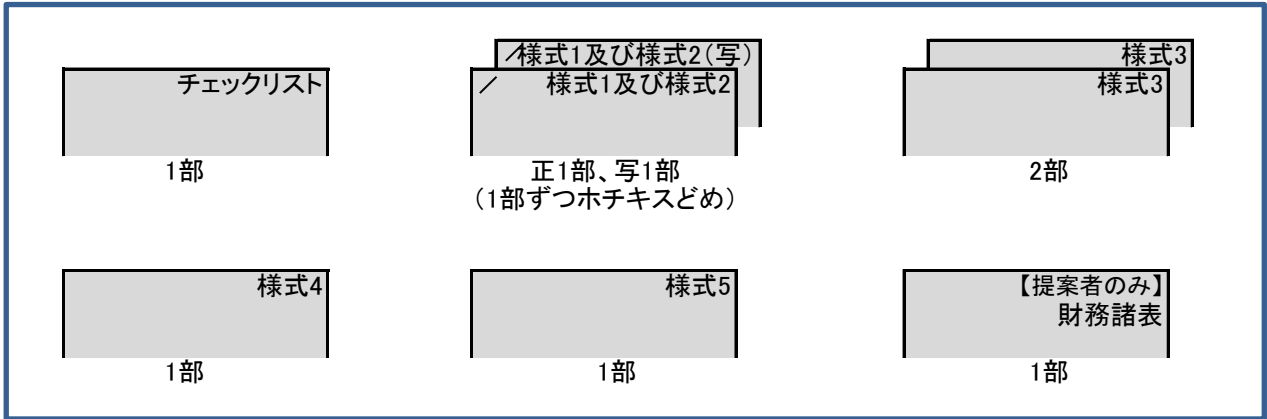 様式1及び様式2(写)
様式3
チェックリスト
様式1及び様式2
様式3
1部
正1部、写1部
(1部ずつホチキスどめ)
2部
様式4
様式5
【提案者のみ】
財務諸表
1部
1部
1部